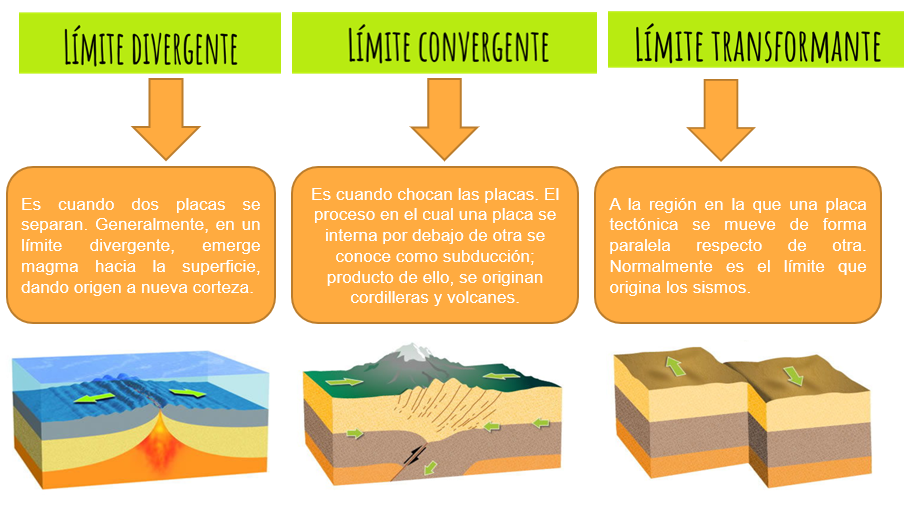 LÍMITE DIVERGENTE
LÍMITE CONVERGENTE
LÍMITE TRANSFORMANTE
Es cuando dos placas se
separan. Generalmente, en un
límite divergente, emerge
magma hacia la superficie,
dando origen a nueva corteza.
Es cuando chocan las placas. El
proceso en el cual una placa se
interna por debajo de otra se
conoce como subducción;
producto de ello, se originan
cordilleras y volcanes.
A la región en la que una placa
tectónica se mueve de forma
paralela respecto de otra.
Normalmente es el límite que
origina los sismos.